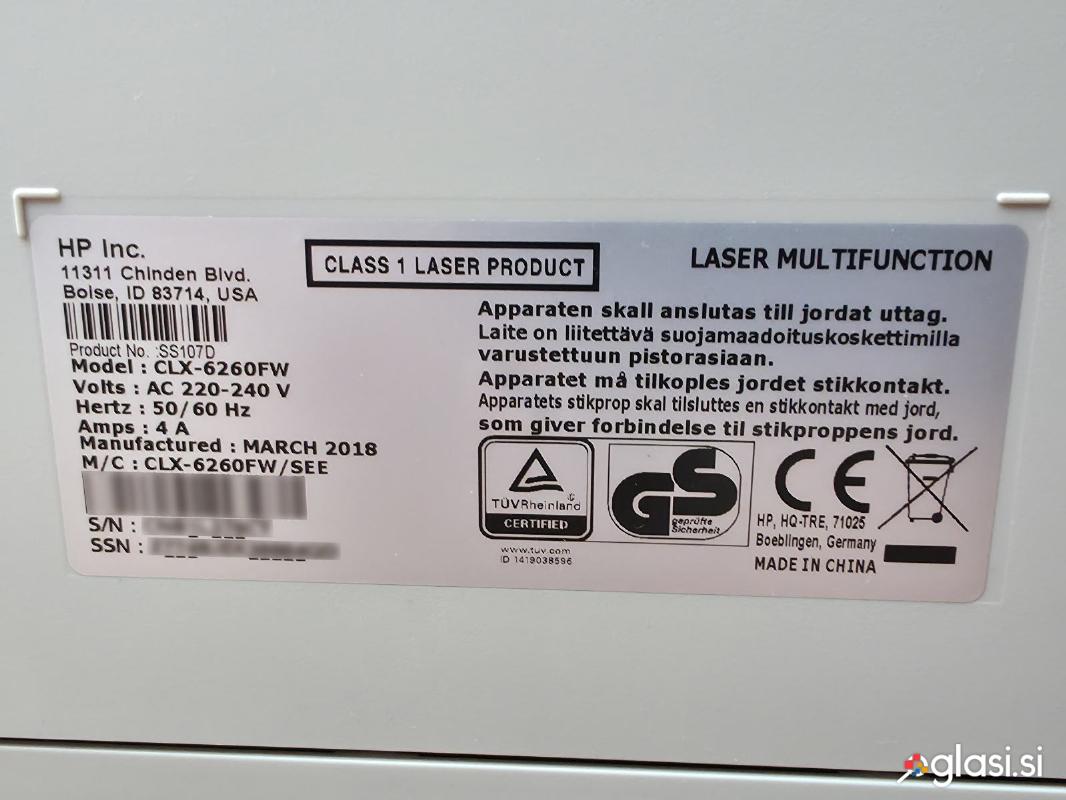 HP Inc.
11311 Chinden Blvd.
Boise, ID 83714, USA
Product No. :SS107D
Model : CLX-6260FW
Volts : AC 220-240 V
Hertz : 50/60 Hz
Amps : 4 A
Manufactured : MARCH 2018
M/C : CLX-6260FW/SEE
S/N :
SSN :
CLASS 1 LASER PRODUCT
LASER MULTIFUNCTION
Apparaten skall anslutas till jordat uttag.
Laite on liitettävä suojamaadoituskoskettimilla
varustettuun pistorasiaan.
Apparatet må tilkoples jordet stikkontakt.
Apparatets stikprop skal tilsluttes en stikkontakt med jord,
som giver forbindelse til stikproppens jord.
TÜVRheinland
CERTIFIED
www.tuv.com
ID 1419038596
GS
geprüfte
Sicherheit
CE
HP, HQ-TRE, 71025
Boeblingen, Germany
MADE IN CHINA
oglasi.si